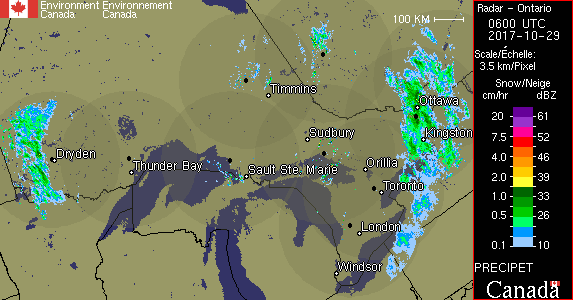 Environment Environnement
Canada Canada
100 KM
Timmins
Ottawa
Sudbury
Kingston
Dryden
Thunder Bay
Sault Ste. Marie
Orillia
Toronto
London
Windsor
Radar - Ontario
0600 UTC
2017-10-29
Scale/Échelle:
3.5 km/Pixel
Snow/Neige
cm/hr dBZ
20 61
7.5 57
5.0 52
4.0 46
2.0 39
1.0 33
0.5 26
0.1 10
PRECIPET
Canada